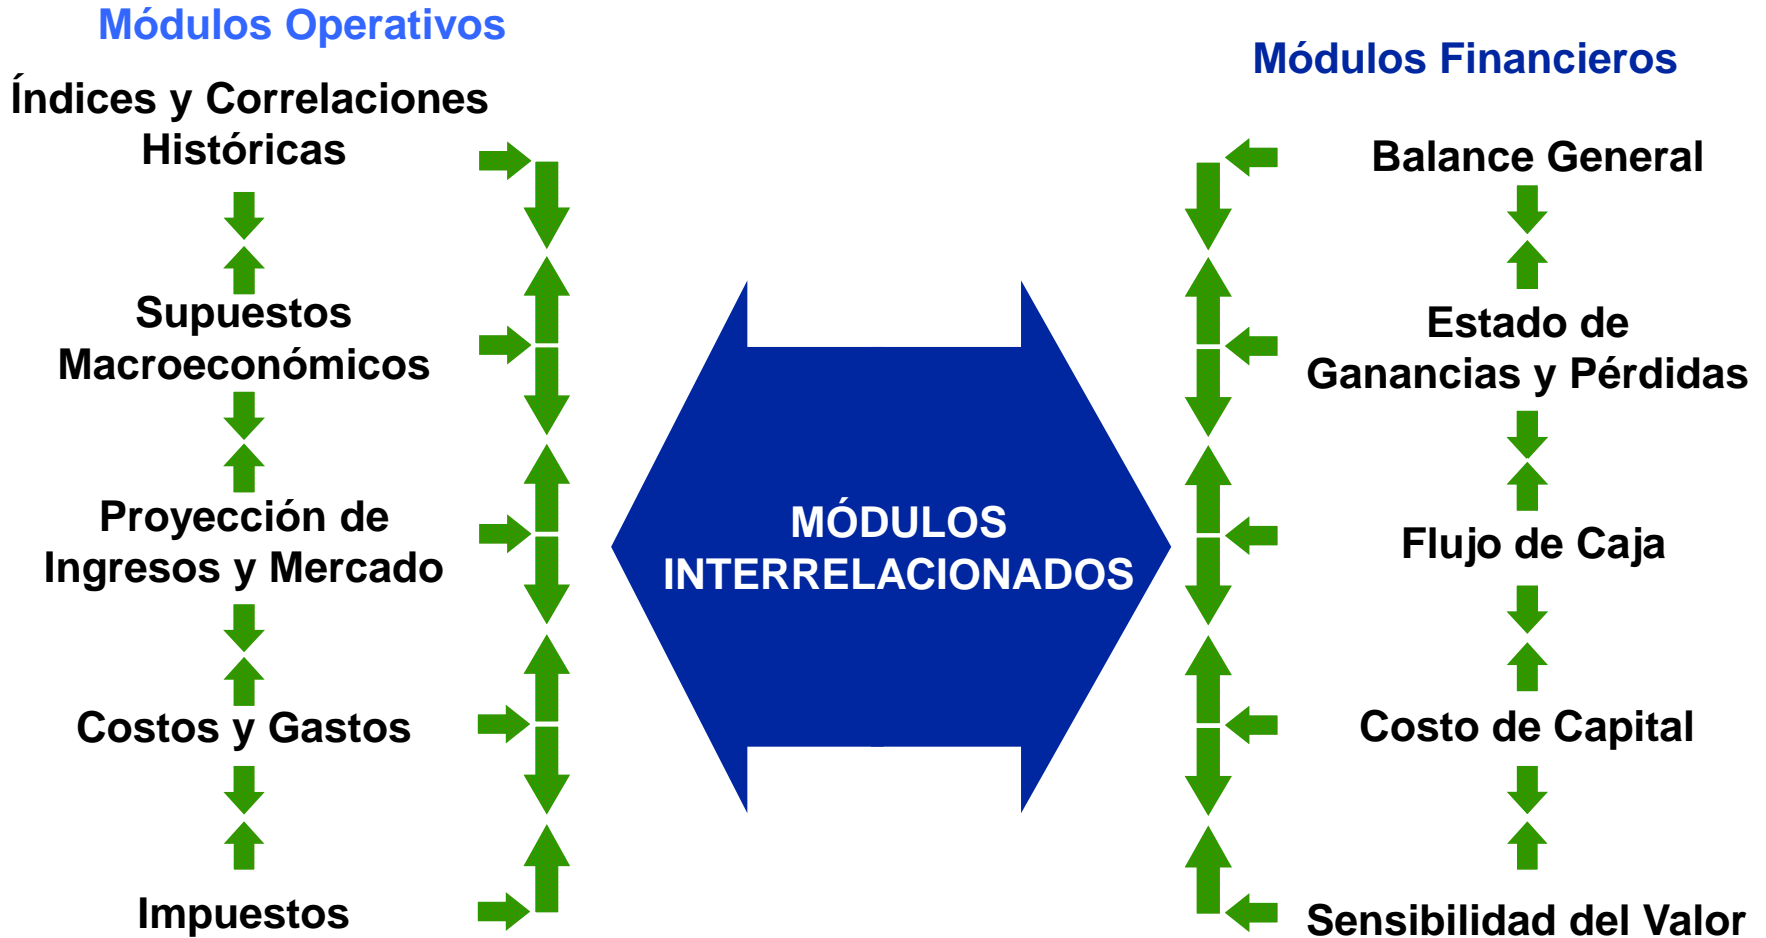 Módulos Operativos
Índices y Correlaciones
Históricas
Supuestos
Macroeconómicos
Proyección de
Ingresos y Mercado
Costos y Gastos
Impuestos
MÓDULOS
INTERRELACIONADOS
Módulos Financieros
Balance General
Estado de
Ganancias y Pérdidas
Flujo de Caja
Costo de Capital
Sensibilidad del Valor